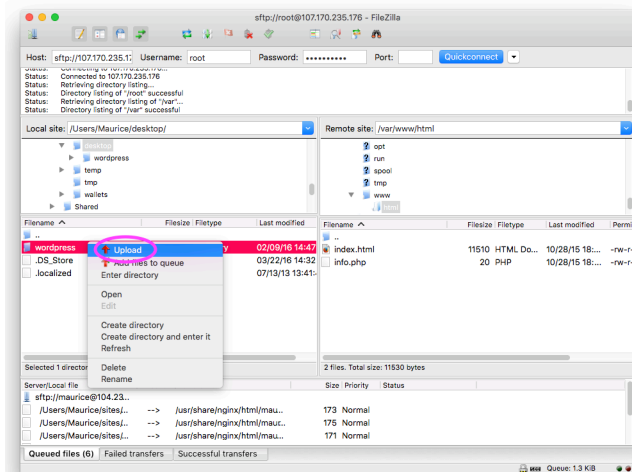 sftp://root@107.170.235.176 - FileZilla
Host: sftp://107.170.235.1 Username: root Password: •••••••••• Port: Quickconnect
Status: Connected to 107.170.235.176
Status: Retrieving directory listing...
Status: Directory listing of "/root" successful
Status: Retrieving directory listing of "/var"...
Status: Directory listing of "/var" successful
Local site: /Users/Maurice/desktop/
desktop
wordpress
temp
tmp
wallets
Shared
Remote site: /var/www/html
opt
run
spool
tmp
www
html
Filename Filesize Filetype Last modified
..
wordpress 02/09/16 14:47
.DS_Store 03/22/16 14:32
.localized 07/13/13 13:41:
Upload
Add files to queue
Enter directory
Open
Edit
Create directory
Create directory and enter it
Refresh
Delete
Rename
Selected 1 director
Filename Filesize Filetype Last modified Permi
..
index.html 11510 HTML Do... 10/28/15 18:... -rw-r-
info.php 20 PHP 10/28/15 18:... -rw-r-
2 files. Total size: 11530 bytes
Server/Local file Size Priority Status
sftp://maurice@104.23...
/Users/Maurice/sites/... --> /usr/share/nginx/html/mau... 173 Normal
/Users/Maurice/sites/... --> /usr/share/nginx/html/mauc... 175 Normal
/Users/Maurice/sites/... --> /usr/share/nginx/html/mau... 171 Normal
Queued files (6) Failed transfers Successful transfers
Queue: 1.3 KiB